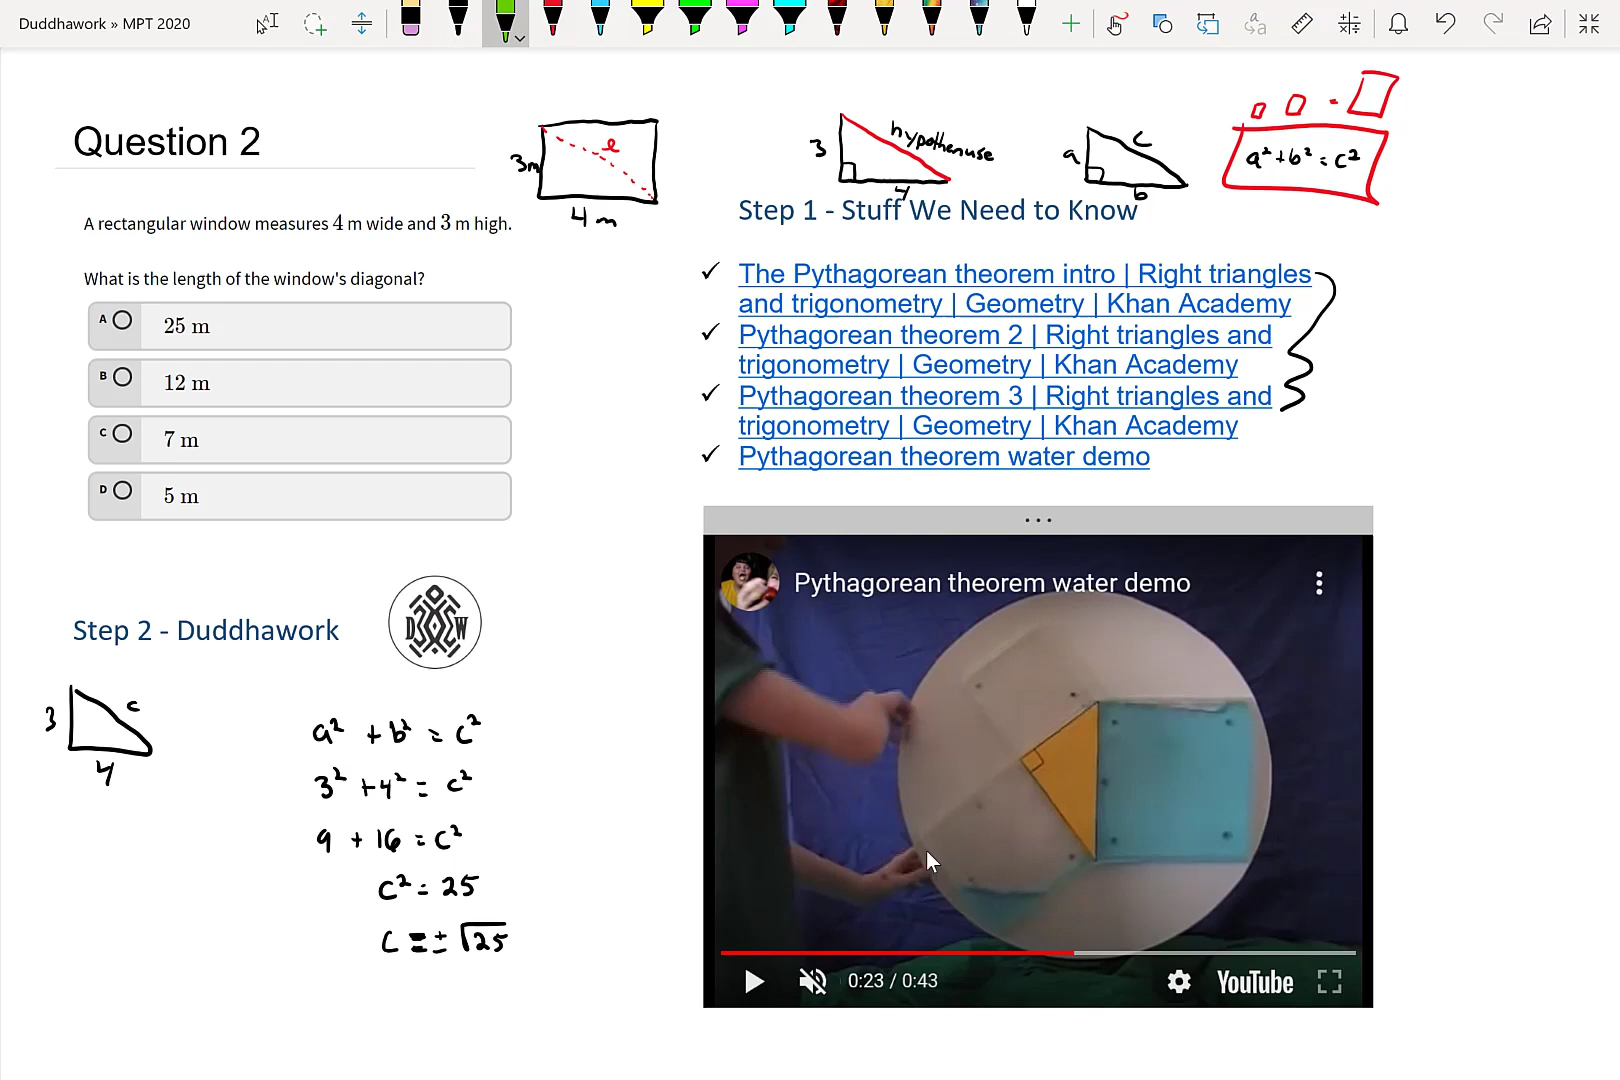 Duddhawork » MPT 2020
Question 2
3m
e
4 m
3
hypothenuse
4
a
c
b
a² + b² = c²
A rectangular window measures 4 m wide and 3 m high.
What is the length of the window's diagonal?
A 25 m
B 12 m
C 7 m
D 5 m
Step 1 - Stuff We Need to Know
✓ The Pythagorean theorem intro | Right triangles
and trigonometry | Geometry | Khan Academy
✓ Pythagorean theorem 2 | Right triangles and
trigonometry | Geometry | Khan Academy
✓ Pythagorean theorem 3 | Right triangles and
trigonometry | Geometry | Khan Academy
✓ Pythagorean theorem water demo
Pythagorean theorem water demo
0:23 / 0:43
YouTube
Step 2 - Duddhawork
D W
3
c
4
a² + b² = c²
3² + 4² = c²
9 + 16 = c²
c² = 25
c = ± √25